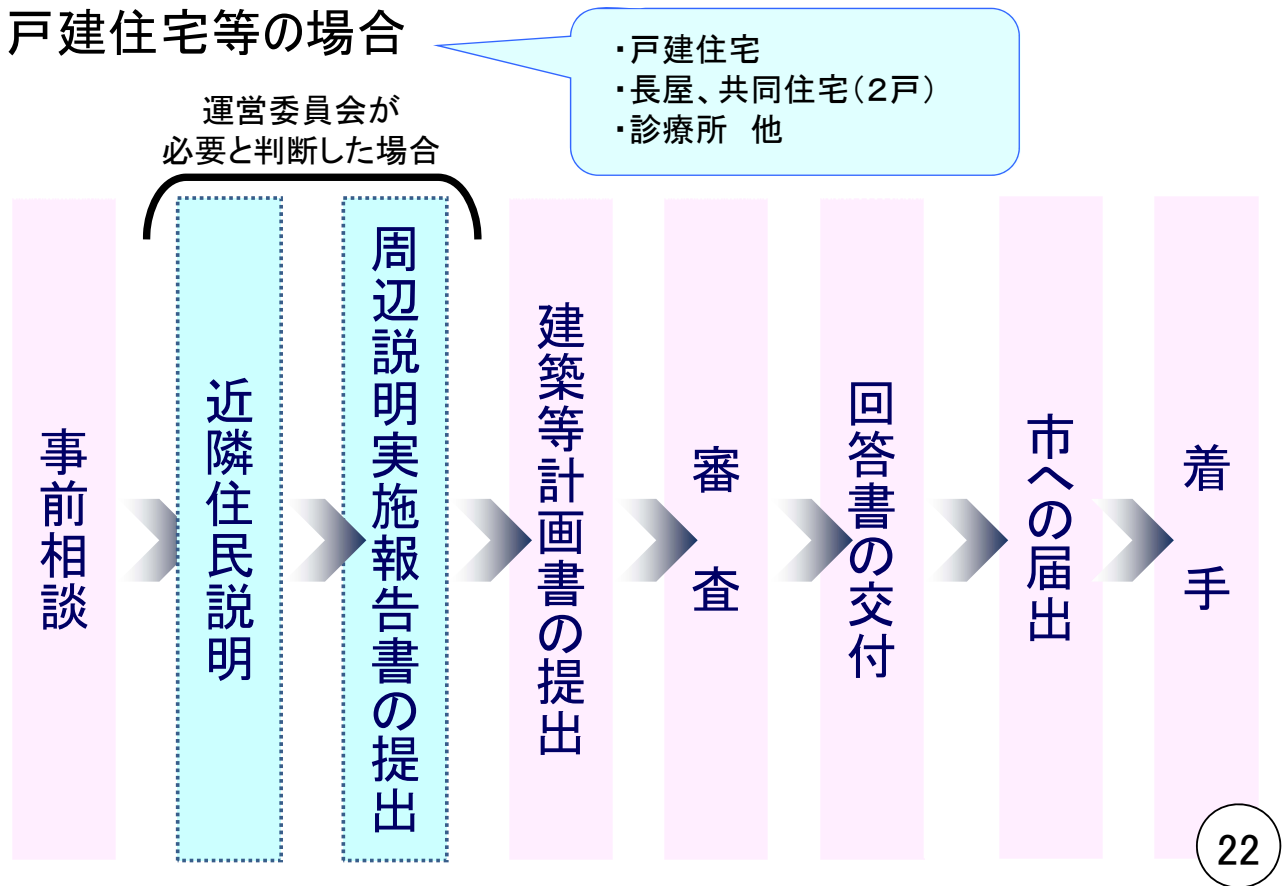 戸建住宅等の場合
・戸建住宅
・長屋、共同住宅（２戸）
・診療所　他
運営委員会が
必要と判断した場合
事前相談
近隣住民説明
周辺説明実施報告書の提出
建築等計画書の提出
審査
回答書の交付
市への届出
着手
22